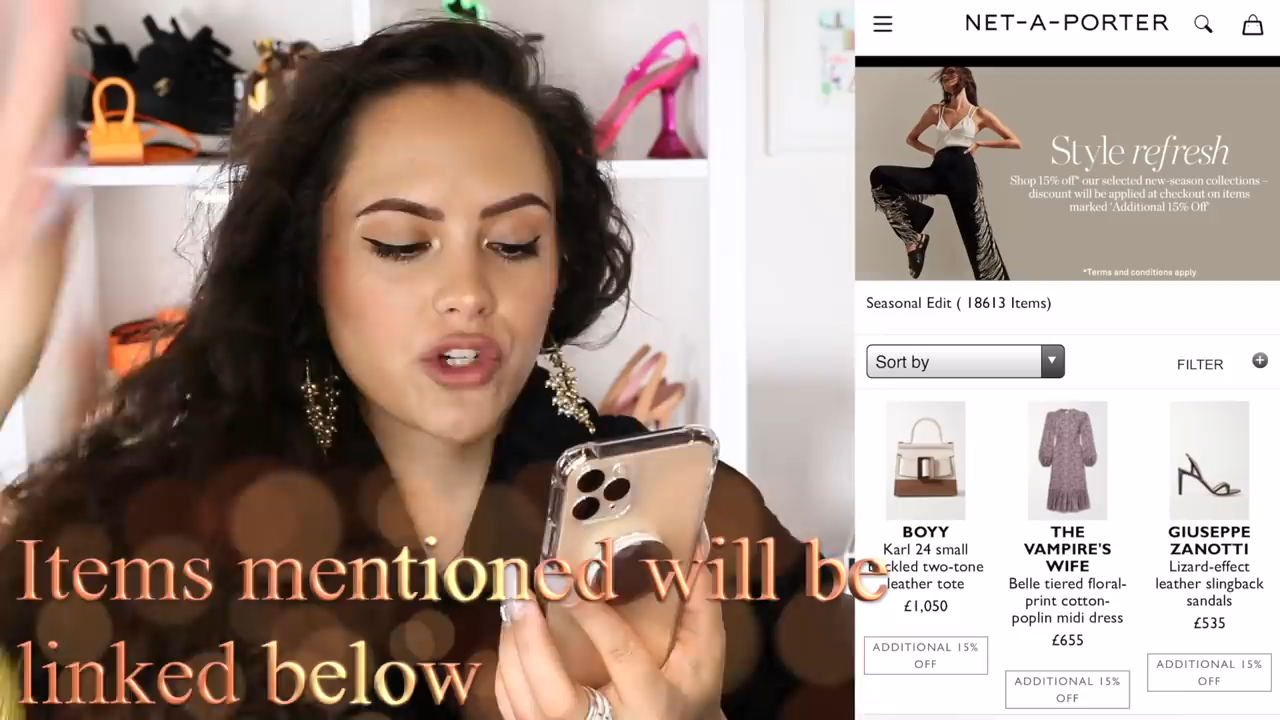 NET-A-PORTER
Style refresh
Shop 15% off* our selected new-season collections –
discount will be applied at checkout on items
marked ‘Additional 15% Off’
*Terms and conditions apply
Seasonal Edit ( 18613 Items)
Sort by
FILTER
BOYY
Karl 24 small
buckled two-tone
leather tote
£1,050
ADDITIONAL 15%
OFF
THE
VAMPIRE'S
WIFE
Belle tiered floral-
print cotton-
poplin midi dress
£655
ADDITIONAL 15%
OFF
GIUSEPPE
ZANOTTI
Lizard-effect
leather slingback
sandals
£535
ADDITIONAL 15%
OFF
Items mentioned will be
linked below